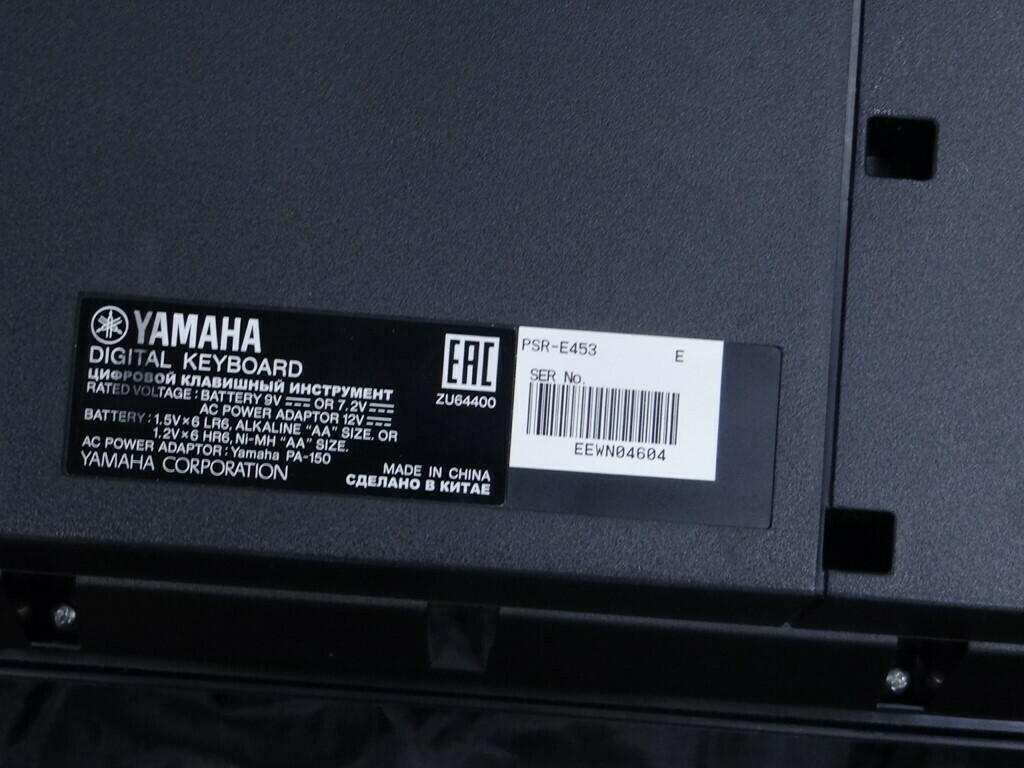 YAMAHA
DIGITAL KEYBOARD
ЦИФРОВОЙ КЛАВИШНЫЙ ИНСТРУМЕНТ
RATED VOLTAGE : BATTERY 9V ⎓ OR 7.2V ⎓
AC POWER ADAPTOR 12V ⎓
BATTERY : 1.5V×6 LR6, ALKALINE "AA" SIZE, OR
1.2V×6 HR6, Ni-MH "AA" SIZE.
AC POWER ADAPTOR : Yamaha PA-150
YAMAHA CORPORATION
EAC
ZU64400
MADE IN CHINA
СДЕЛАНО В КИТАЕ
PSR-E453 E
SER No.
EEWN04604